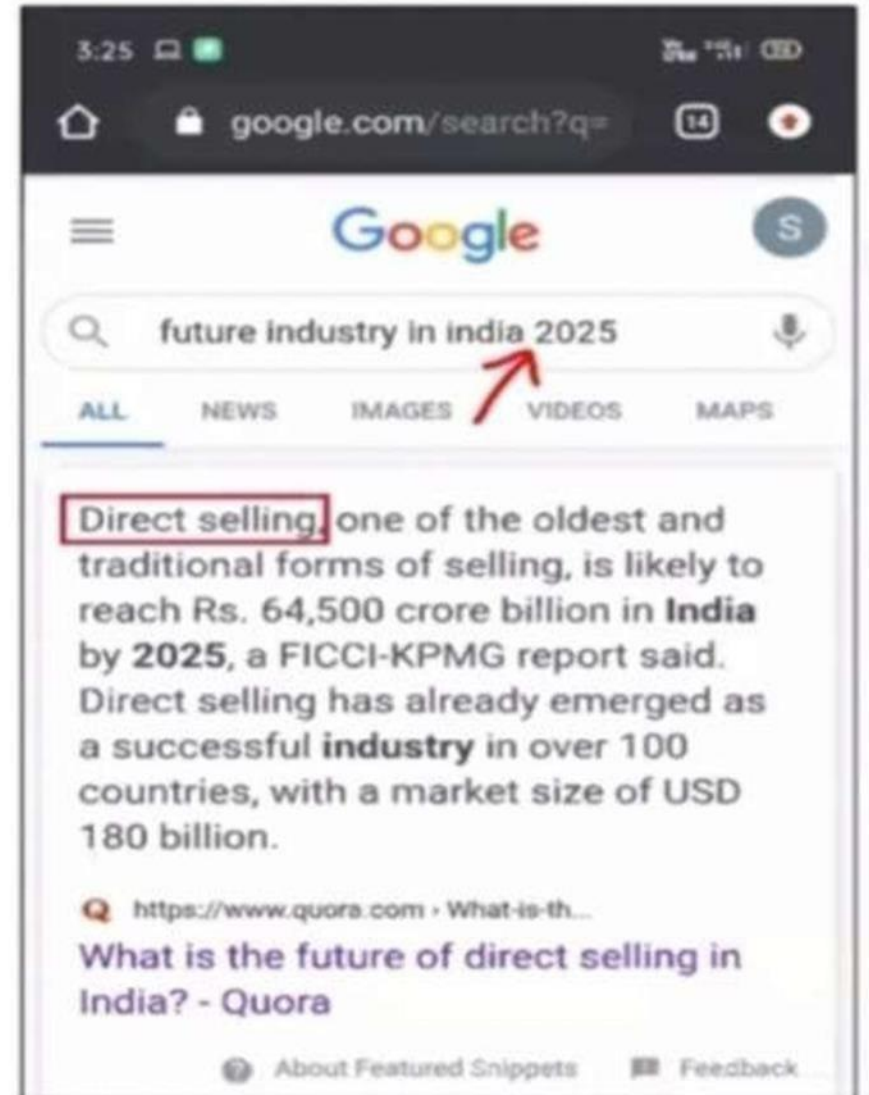 3:25
google.com/search?q=
14
Google
S
future industry in india 2025
ALL NEWS IMAGES VIDEOS MAPS
Direct selling, one of the oldest and
traditional forms of selling, is likely to
reach Rs. 64,500 crore billion in India
by 2025, a FICCI-KPMG report said.
Direct selling has already emerged as
a successful industry in over 100
countries, with a market size of USD
180 billion.
https://www.quora.com › What-is-th...
What is the future of direct selling in
India? - Quora
About Featured Snippets Feedback